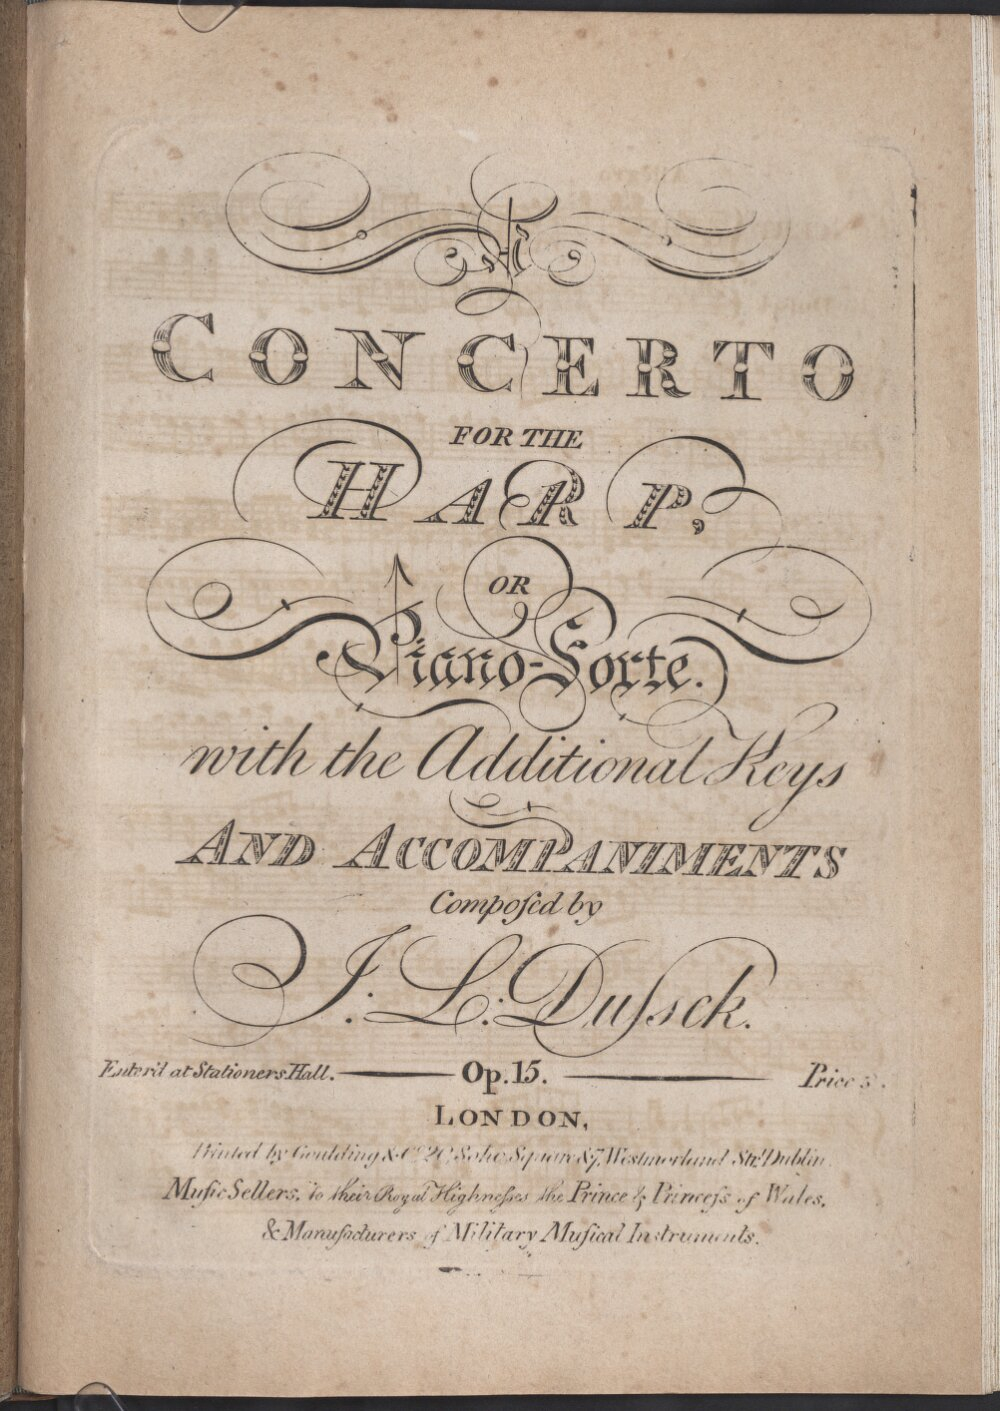 A
CONCERTO
FOR THE
HARP,
OR
Piano-Forte.
with the Additional Keys
AND ACCOMPANIMENTS
Compoſed by
J. L. Duſsck.
Enter'd at Stationers Hall. Op. 15. Price
LONDON,
Printed by Goulding & Co. 20, Soho Square & 7, Westmorland Str. Dublin
Muſic Sellers, to their Royal Highneſses the Prince & Princeſs of Wales,
& Manufacturers of Military Muſical Instruments.